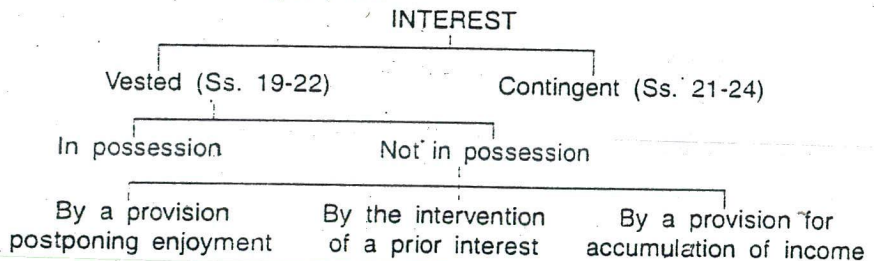 INTEREST
Vested (Ss. 19-22) Contingent (Ss. 21-24)
In possession Not in possession
By a provision By the intervention By a provision for
postponing enjoyment of a prior interest accumulation of income